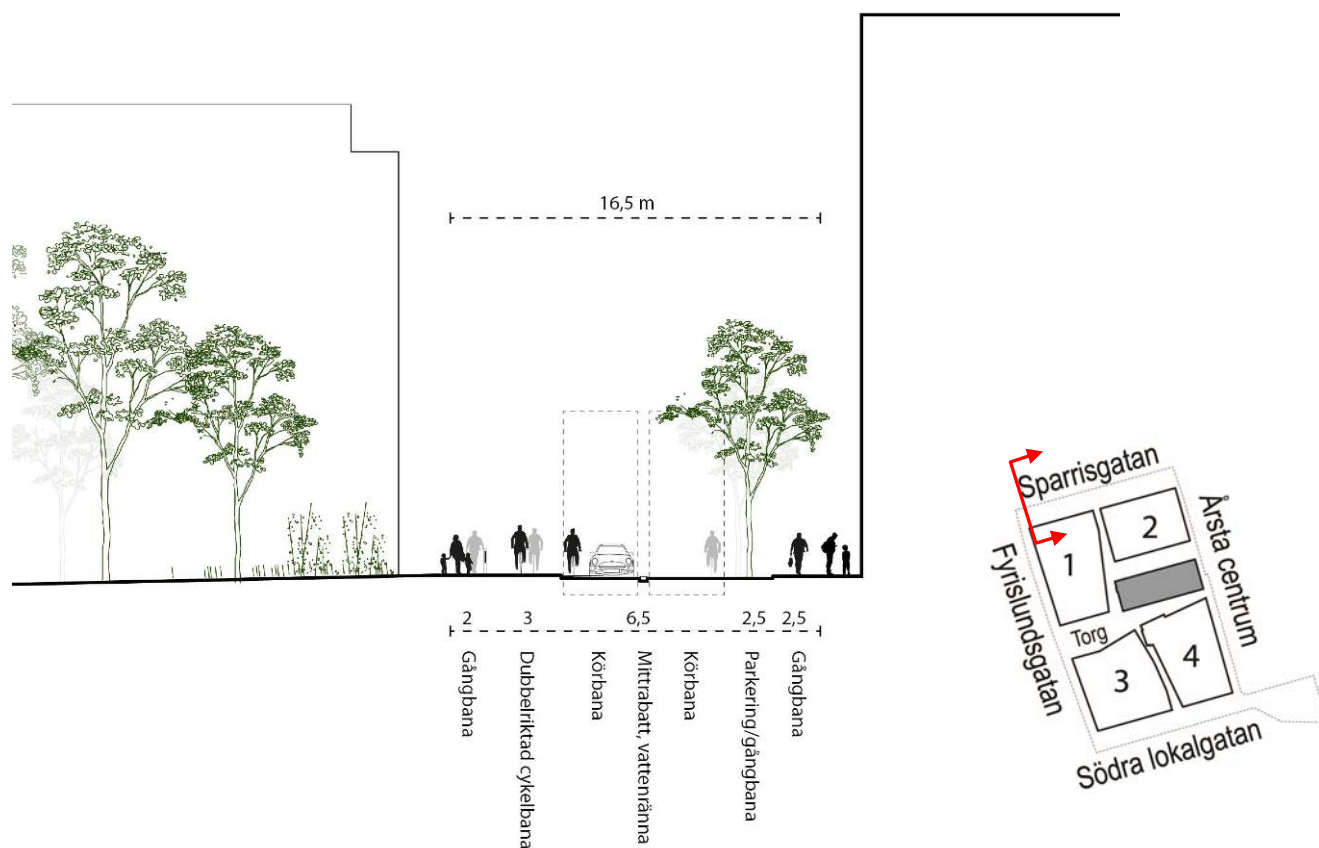 16,5 m
2 3 6,5 2,5 2,5
Gångbana
Dubbelriktad cykelbana
Körbana
Mittrabatt, vattenränna
Körbana
Parkering/gångbana
Gångbana
Sparrisgatan
Årsta centrum
Fyrislundsgatan
1
2
Torg
3
4
Södra lokalgatan